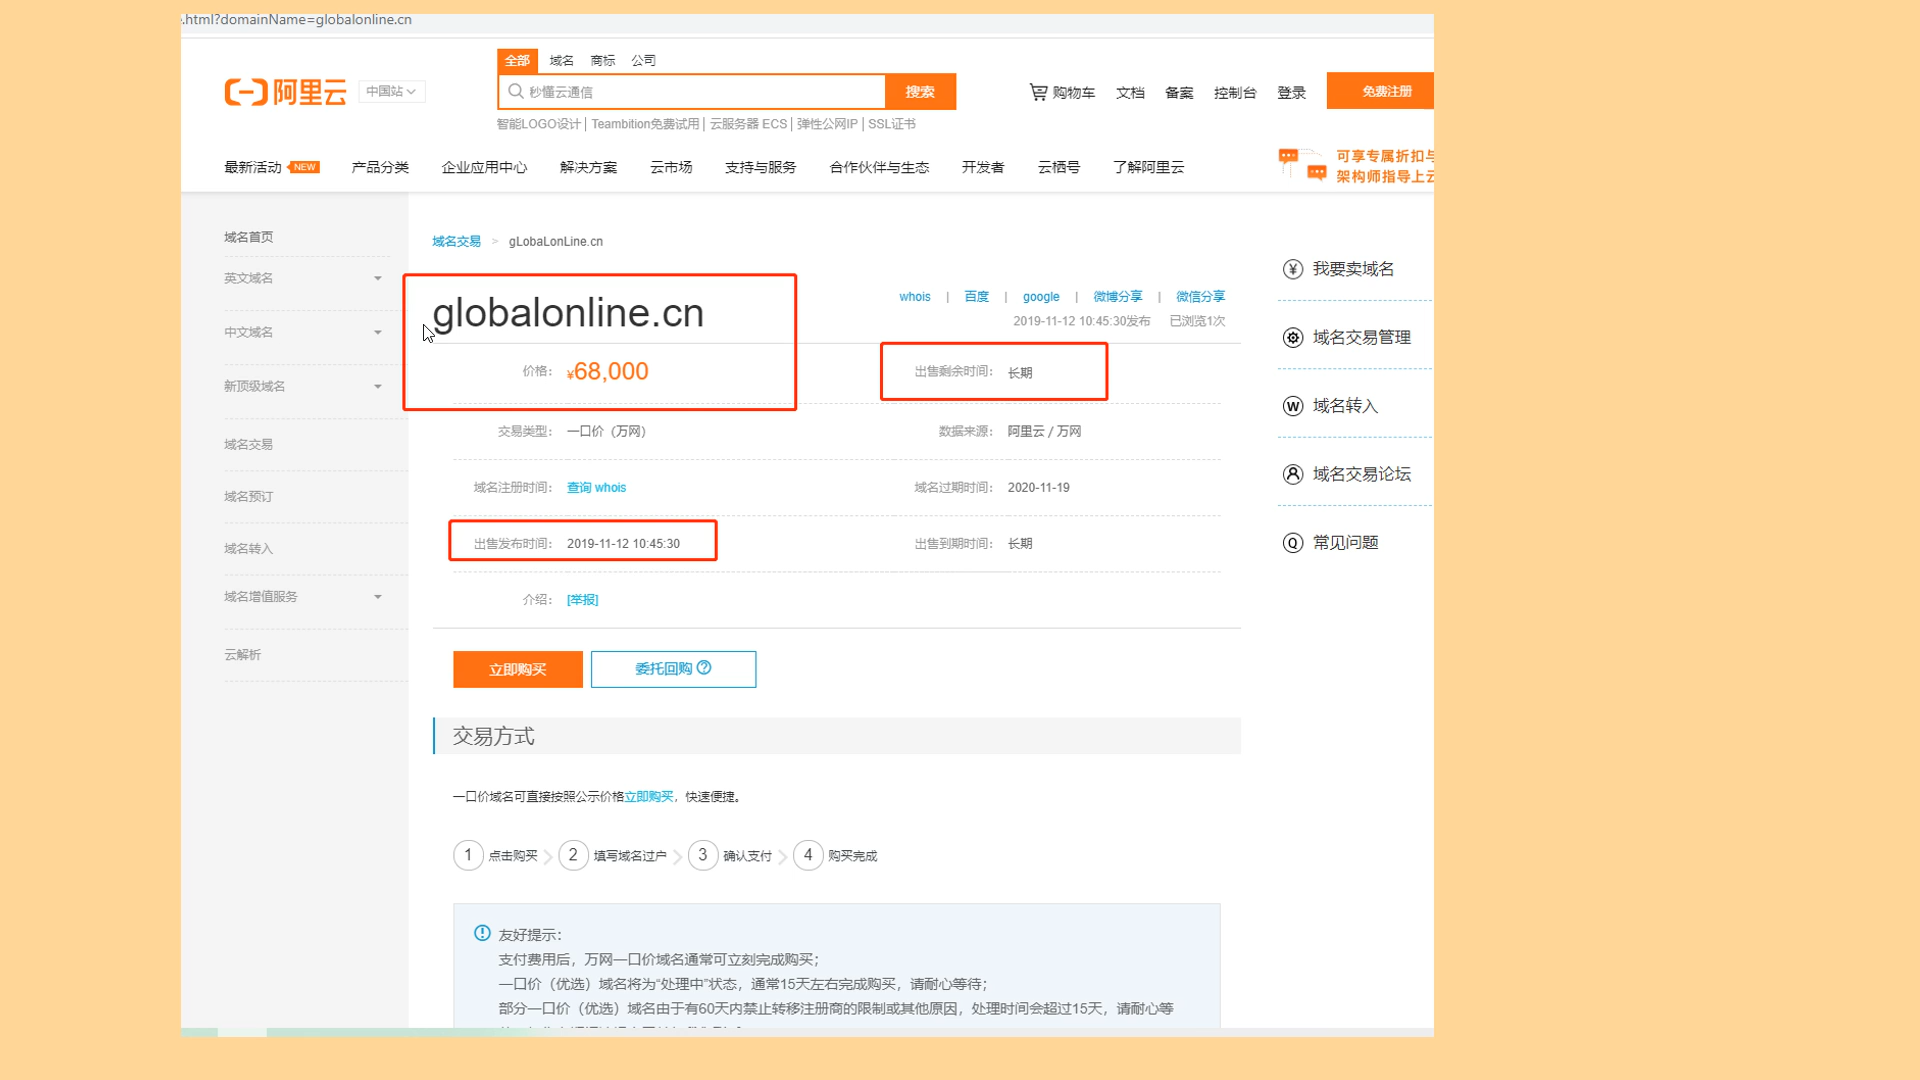 .html?domainName=globalonline.cn
全部 域名 商标 公司
阿里云 中国站
秒懂云通信 搜索
购物车 文档 备案 控制台 登录 免费注册
智能LOGO设计 | Teambition免费试用 | 云服务器 ECS | 弹性公网IP | SSL证书
最新活动 NEW 产品分类 企业应用中心 解决方案 云市场 支持与服务 合作伙伴与生态 开发者 云栖号 了解阿里云
可享专属折扣与
架构师指导上云
域名首页
英文域名
中文域名
新顶级域名
域名交易
域名预订
域名转入
域名增值服务
云解析
域名交易 > gLobaLonLine.cn
globalonline.cn
whois | 百度 | google | 微博分享 | 微信分享
2019-11-12 10:45:30发布 已浏览1次
价格: ¥68,000 出售剩余时间: 长期
交易类型: 一口价（万网） 数据来源: 阿里云 / 万网
域名注册时间: 查询 whois 域名过期时间: 2020-11-19
出售发布时间: 2019-11-12 10:45:30 出售到期时间: 长期
介绍: [举报]
立即购买 委托回购 ?
我要卖域名
域名交易管理
域名转入
域名交易论坛
常见问题
交易方式
一口价域名可直接按照公示价格立即购买，快速便捷。
1 点击购买 2 填写域名过户 3 确认支付 4 购买完成
友好提示:
支付费用后，万网一口价域名通常可立刻完成购买；
一口价（优选）域名将为“处理中”状态，通常15天左右完成购买，请耐心等待；
部分一口价（优选）域名由于有60天内禁止转移注册商的限制或其他原因，处理时间会超过15天，请耐心等